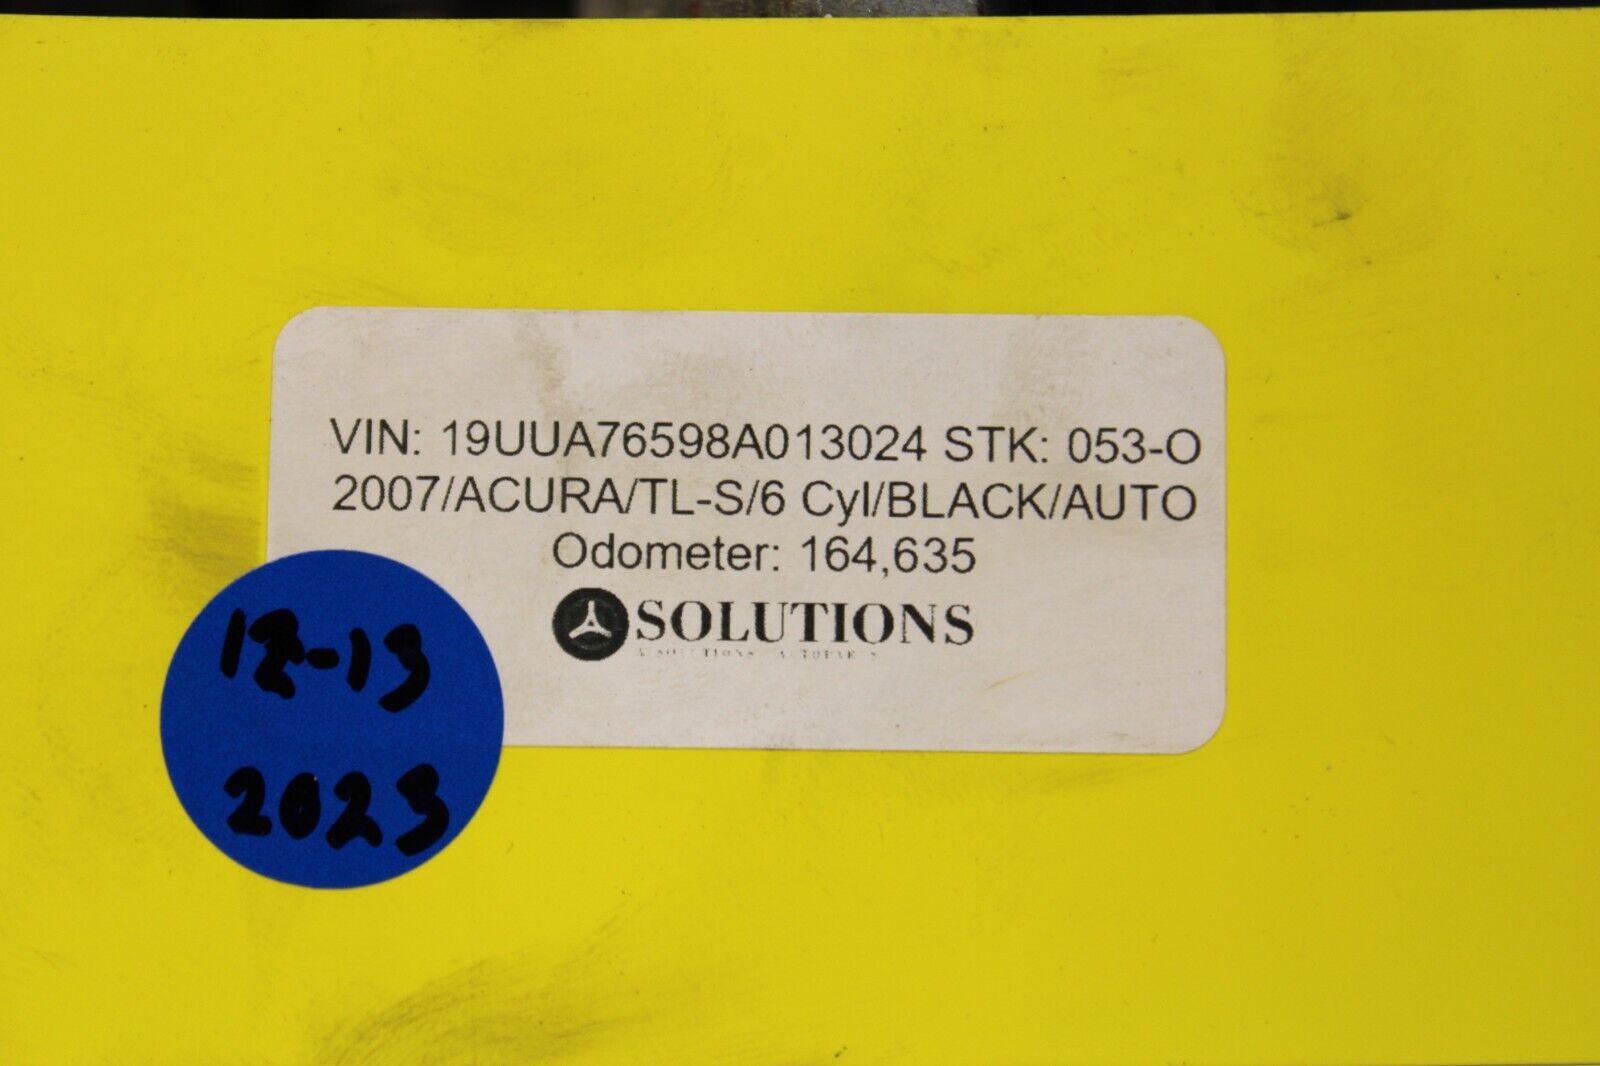 VIN: 19UUA76598A013024 STK: 053-O
2007/ACURA/TL-S/6 Cyl/BLACK/AUTO
Odometer: 164,635
SOLUTIONS
12-13
2023